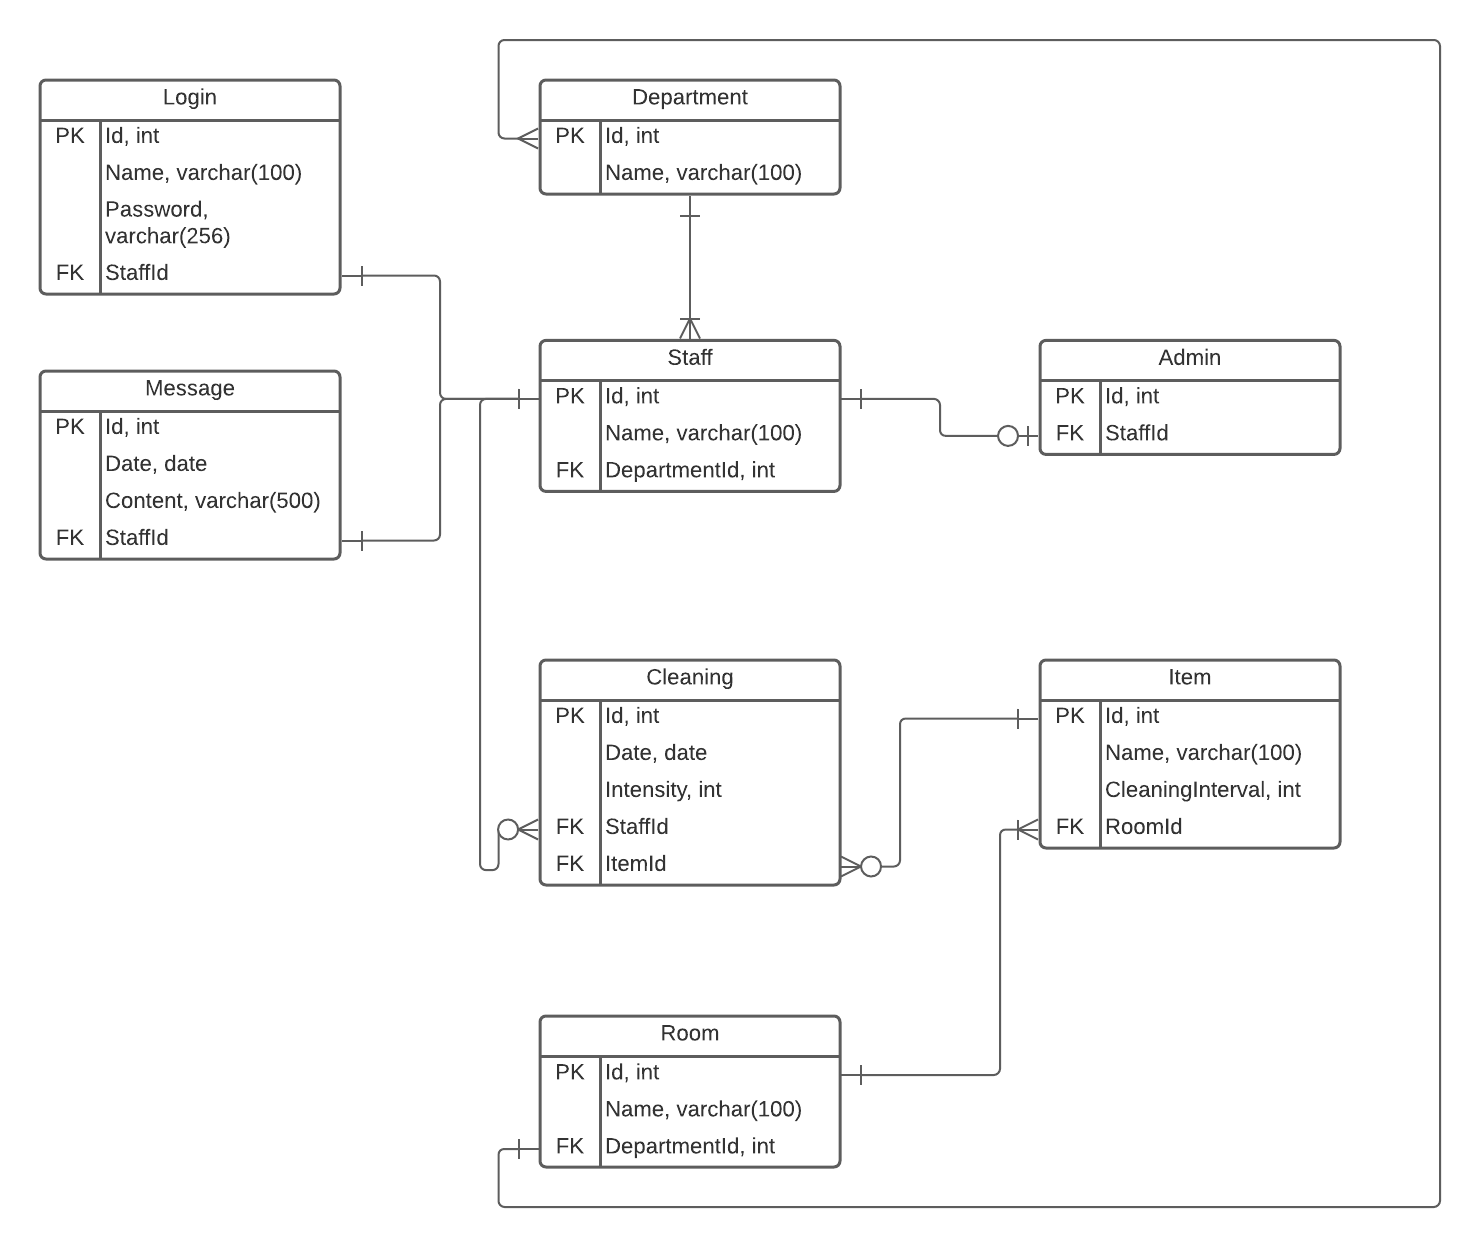 Login
PK Id, int
Name, varchar(100)
Password,
varchar(256)
FK StaffId
Department
PK Id, int
Name, varchar(100)
Message
PK Id, int
Date, date
Content, varchar(500)
FK StaffId
Staff
PK Id, int
Name, varchar(100)
FK DepartmentId, int
Admin
PK Id, int
FK StaffId
Cleaning
PK Id, int
Date, date
Intensity, int
FK StaffId
FK ItemId
Item
PK Id, int
Name, varchar(100)
CleaningInterval, int
FK RoomId
Room
PK Id, int
Name, varchar(100)
FK DepartmentId, int